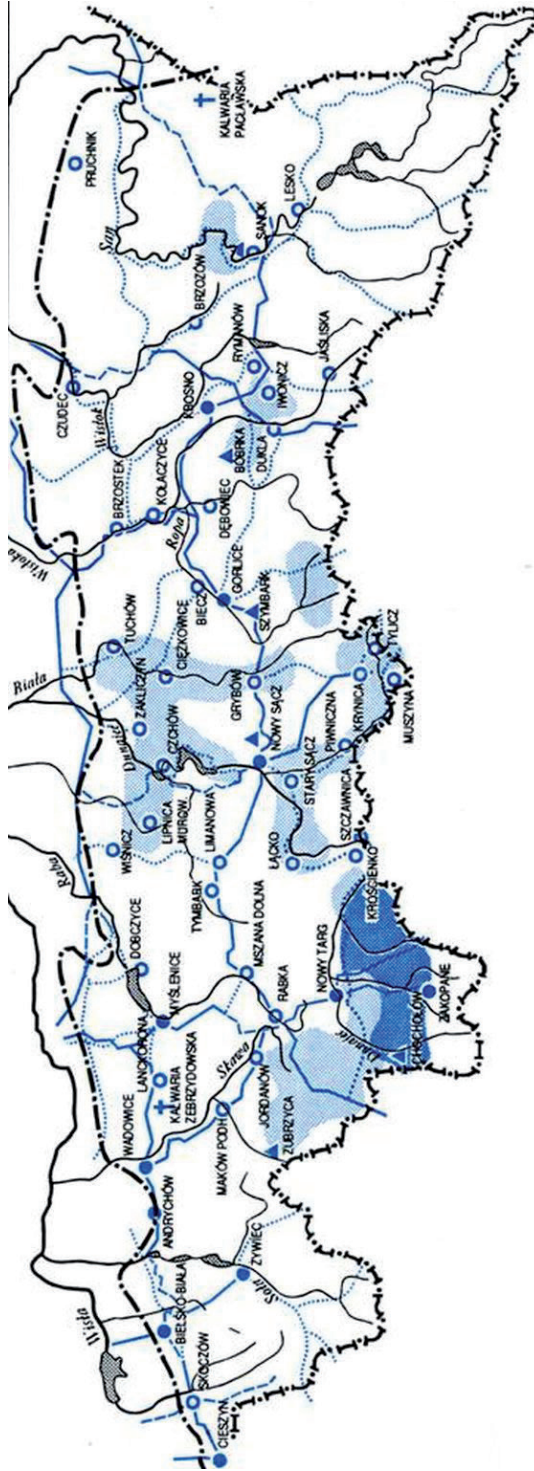 CIESZYN
SKOCZÓW
BIELSKO-BIAŁA
Wisła
ANDRYCHÓW
ŻYWIEC
Soła
WADOWICE
KALWARIA
ZEBRZYDOWSKA
LANCKORONA
MAKÓW PODH
Skawa
JORDANÓW
ZUBRZYCA
MYŚLENICE
DOBCZYCE
Raba
RABKA
MSZANA DOLNA
NOWY TARG
Dunajec
CHOCHOŁÓW
ZAKOPANE
KROŚCIENKO
SZCZAWNICA
ŁĄCKO
TYMBARK
LIMANOWA
WIŚNICZ
LIPNICA
MUROW.
CZCHÓW
Dunajec
ZAKLICZYN
NOWY SĄCZ
STARY SĄCZ
PIWNICZNA
KRYNICA
MUSZYNA
TYLICZ
GRYBÓW
Biała
TUCHÓW
CIĘŻKOWICE
BIECZ
GORLICE
SZYMBARK
Ropa
DĘBOWIEC
KOŁACZYCE
BRZOSTEK
Wisłoka
BÓBRKA
DUKLA
KROSNO
IWONICZ
RYMANÓW
JAŚLISKA
Wisłok
CZUDEC
BRZOZÓW
SANOK
LESKO
San
PRUCHNIK
KALWARIA
PACŁAWSKA